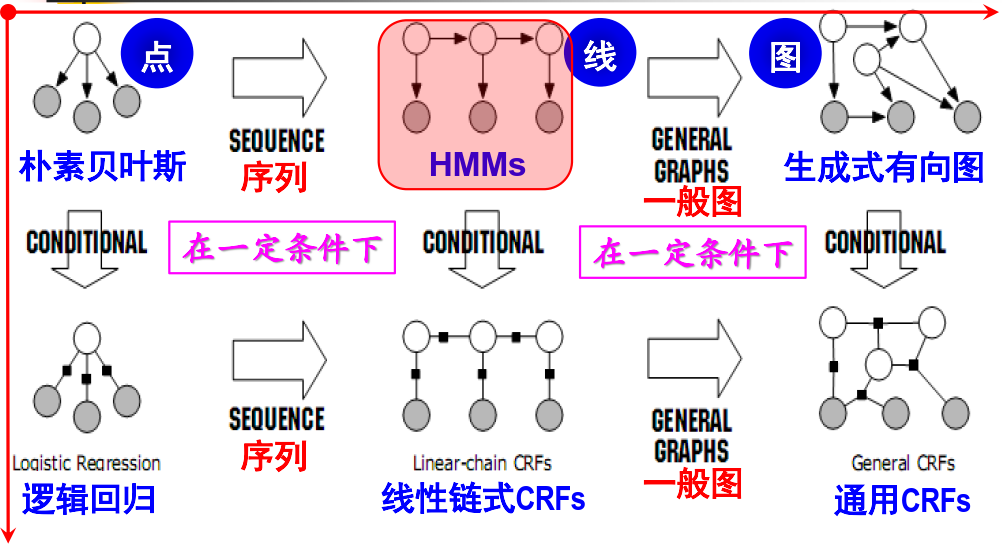 点
线
图
SEQUENCE
序列
GENERAL
GRAPHS
一般图
朴素贝叶斯
HMMs
生成式有向图
CONDITIONAL
在一定条件下
CONDITIONAL
在一定条件下
CONDITIONAL
SEQUENCE
序列
GENERAL
GRAPHS
一般图
Logistic Regression
Linear-chain CRFs
General CRFs
逻辑回归
线性链式CRFs
通用CRFs